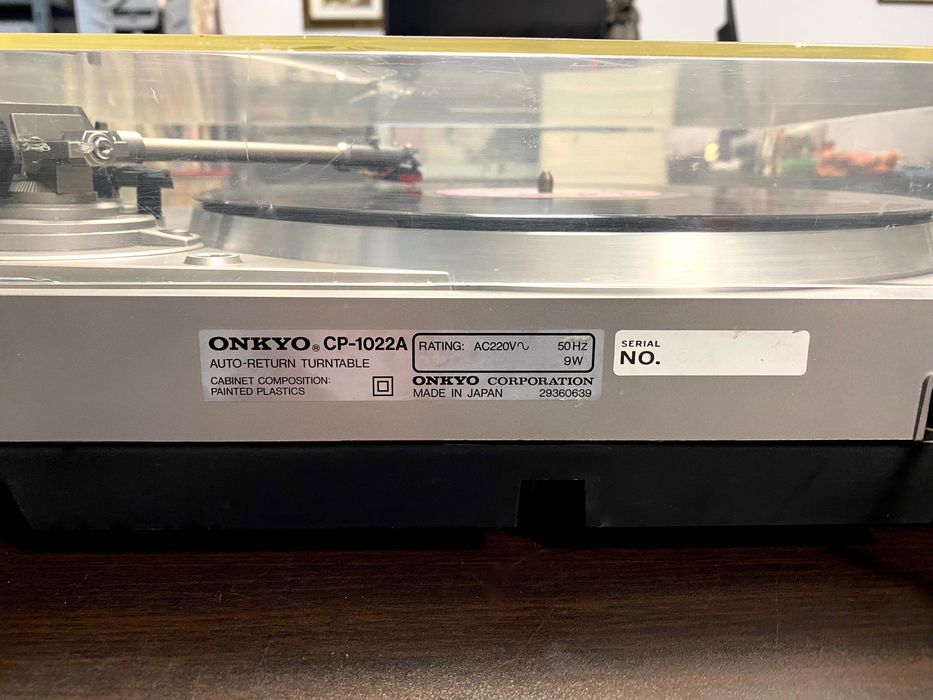 ONKYO® CP-1022A
AUTO-RETURN TURNTABLE
CABINET COMPOSITION:
PAINTED PLASTICS
RATING: AC220V∿ 50Hz
9W
ONKYO CORPORATION
MADE IN JAPAN 29360639
SERIAL
NO.